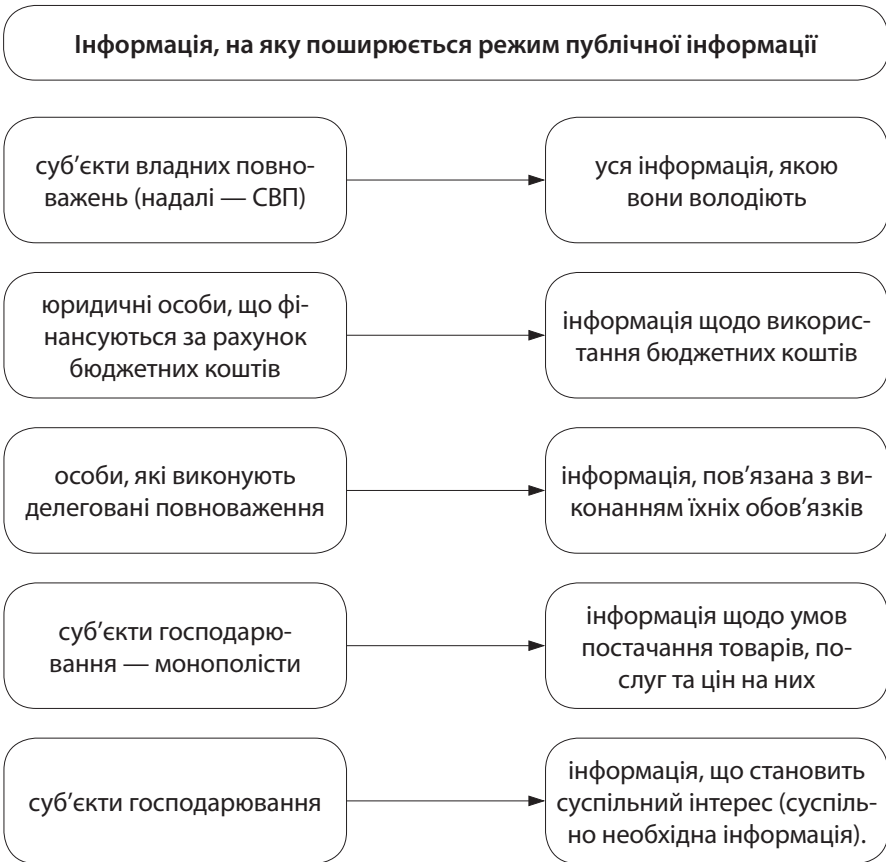 Інформація, на яку поширюється режим публічної інформації
суб’єкти владних повно-
важень (надалі — СВП)
уся інформація, якою
вони володіють
юридичні особи, що фі-
нансуються за рахунок
бюджетних коштів
інформація щодо викорис-
тання бюджетних коштів
особи, які виконують
делеговані повноваження
інформація, пов’язана з ви-
конанням їхніх обов’язків
суб’єкти господарю-
вання — монополісти
інформація щодо умов
постачання товарів, по-
слуг та цін на них
суб’єкти господарювання
інформація, що становить
суспільний інтерес (суспіль-
но необхідна інформація).